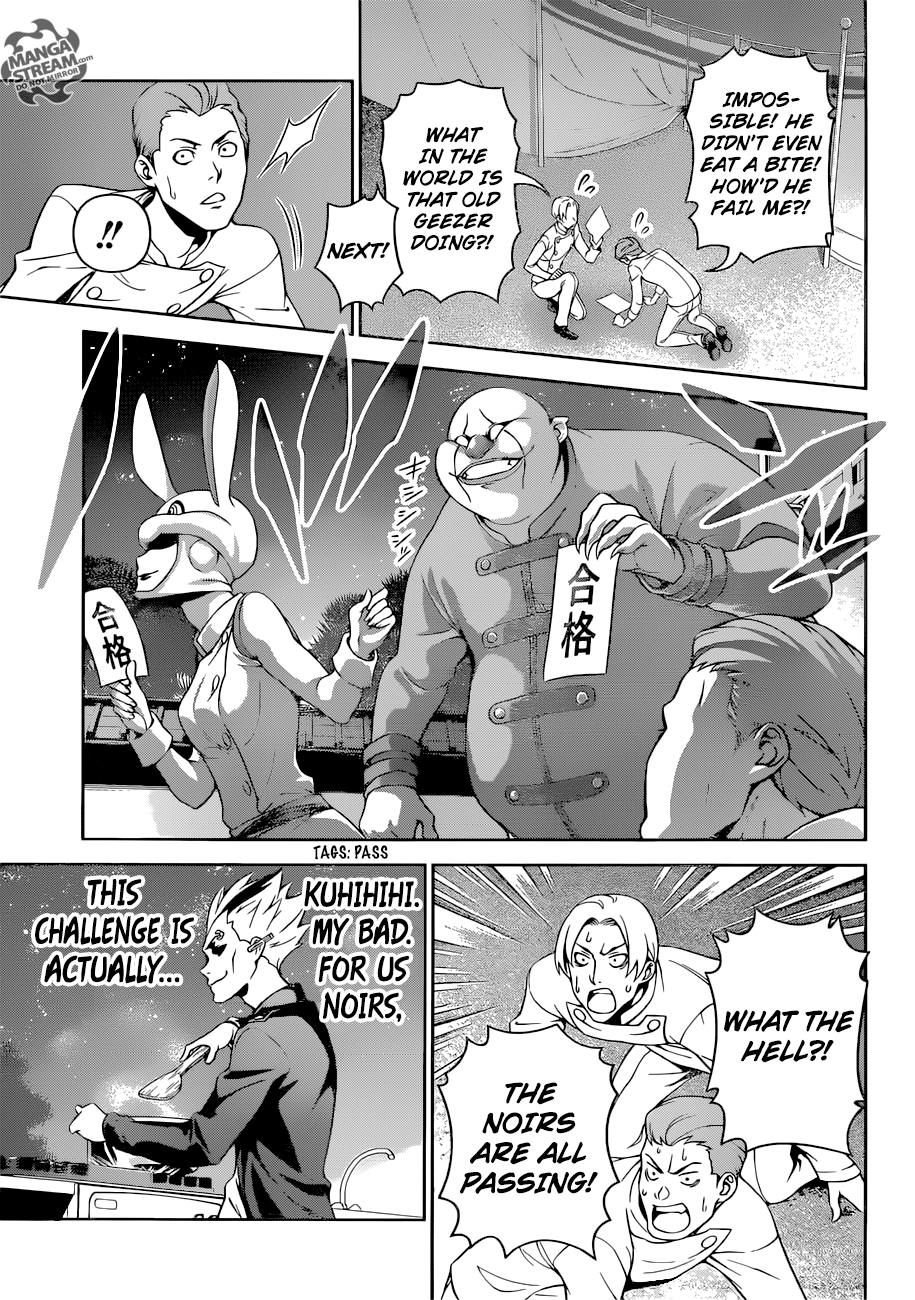 MANGA
STREAM.com
DO NOT MIRROR
IMPOS-
SIBLE! HE
DIDN'T EVEN
EAT A BITE!
HOW'D HE
FAIL ME?!
WHAT
IN THE
WORLD IS
THAT OLD
GEEZER
DOING?!
NEXT!
!!
合格
合格
TAGS: PASS
WHAT THE
HELL?!
THE
NOIRS
ARE ALL
PASSING!
KUHIHIHI.
MY BAD.
FOR US
NOIRS,
THIS
CHALLENGE IS
ACTUALLY...